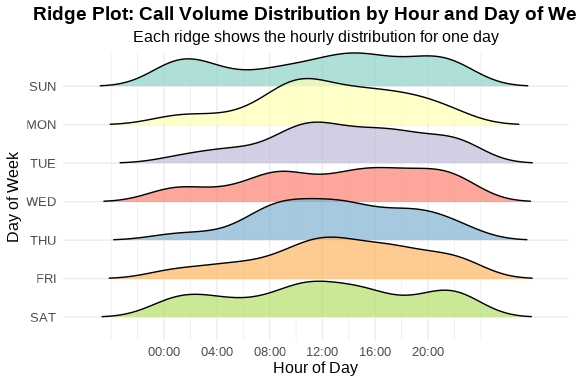 Ridge Plot: Call Volume Distribution by Hour and Day of We
Each ridge shows the hourly distribution for one day
Day of Week
SUN
MON
TUE
WED
THU
FRI
SAT
00:00 04:00 08:00 12:00 16:00 20:00
Hour of Day